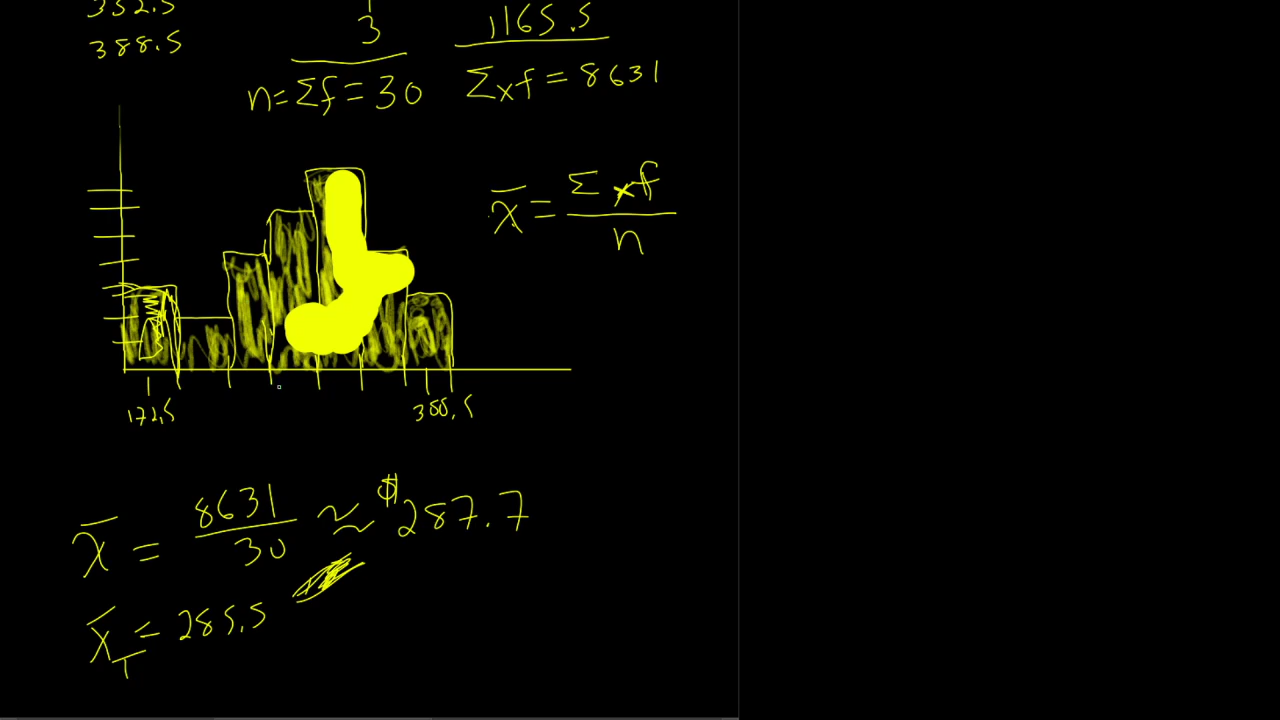 352.5
388.5
3
1165.5
n=Σf=30
Σxf=8631
x̄ = Σxf / n
172.5
388.5
x̄ = 8631/30 ≈ $287.7
x̄_T = 285.5